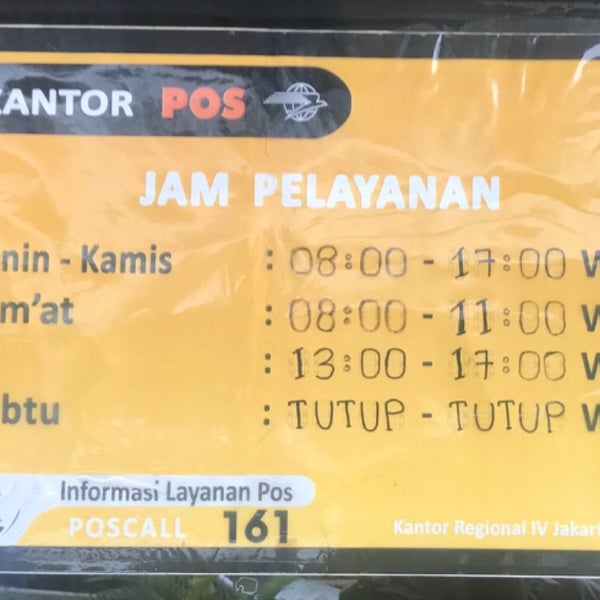 KANTOR POS
JAM PELAYANAN
nin - Kamis : 08:00 - 17:00 W
m'at : 08:00 - 11:00 W
: 13:00 - 17:00 W
btu : TUTUP - TUTUP W
Informasi Layanan Pos
POSCALL 161
Kantor Regional IV Jakart